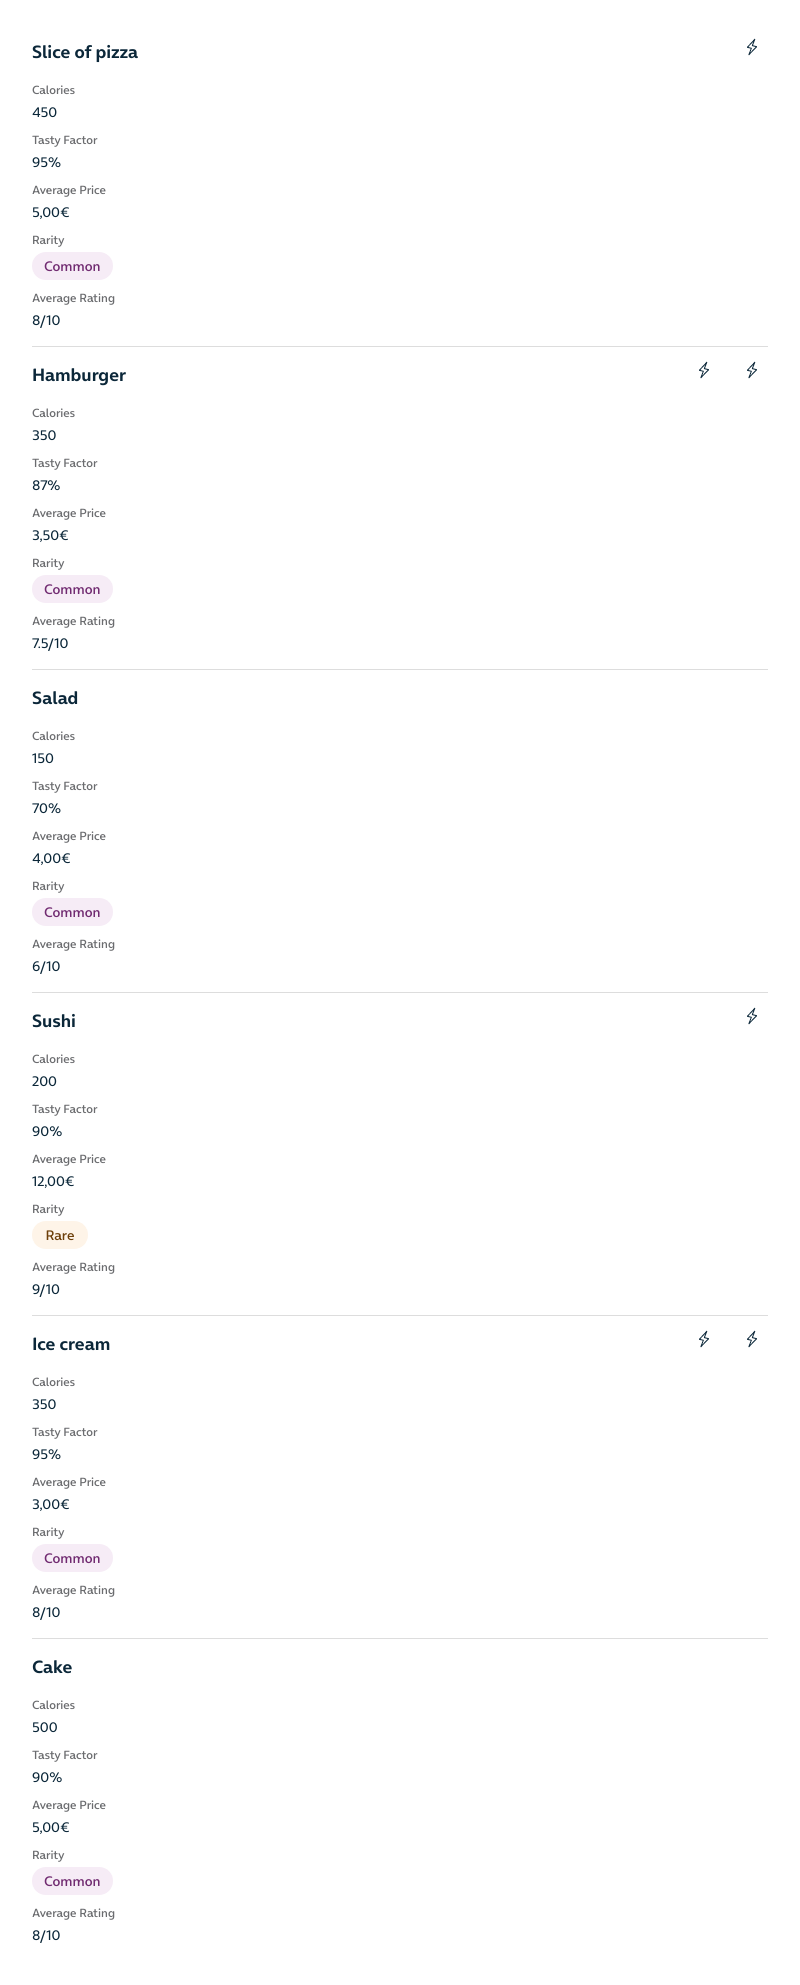 Slice of pizza
Calories
450
Tasty Factor
95%
Average Price
5,00€
Rarity
Common
Average Rating
8/10
Hamburger
Calories
350
Tasty Factor
87%
Average Price
3,50€
Rarity
Common
Average Rating
7.5/10
Salad
Calories
150
Tasty Factor
70%
Average Price
4,00€
Rarity
Common
Average Rating
6/10
Sushi
Calories
200
Tasty Factor
90%
Average Price
12,00€
Rarity
Rare
Average Rating
9/10
Ice cream
Calories
350
Tasty Factor
95%
Average Price
3,00€
Rarity
Common
Average Rating
8/10
Cake
Calories
500
Tasty Factor
90%
Average Price
5,00€
Rarity
Common
Average Rating
8/10